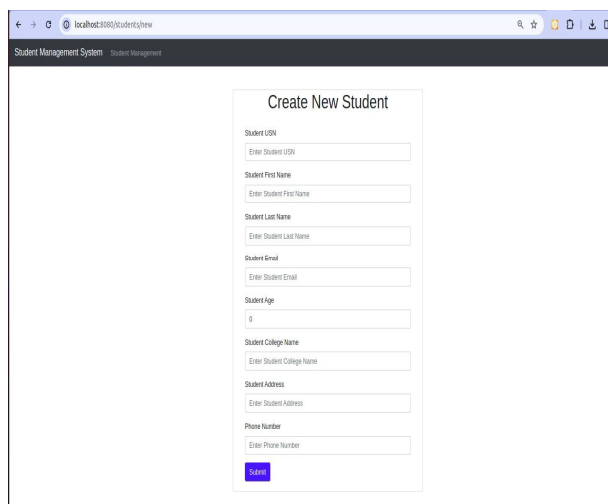 localhost:8080/students/new
Student Management System Student Management
Create New Student
Student USN
Enter Student USN
Student First Name
Enter Student First Name
Student Last Name
Enter Student Last Name
Student Email
Enter Student Email
Student Age
0
Student College Name
Enter Student College Name
Student Address
Enter Student Address
Phone Number
Enter Phone Number
Submit